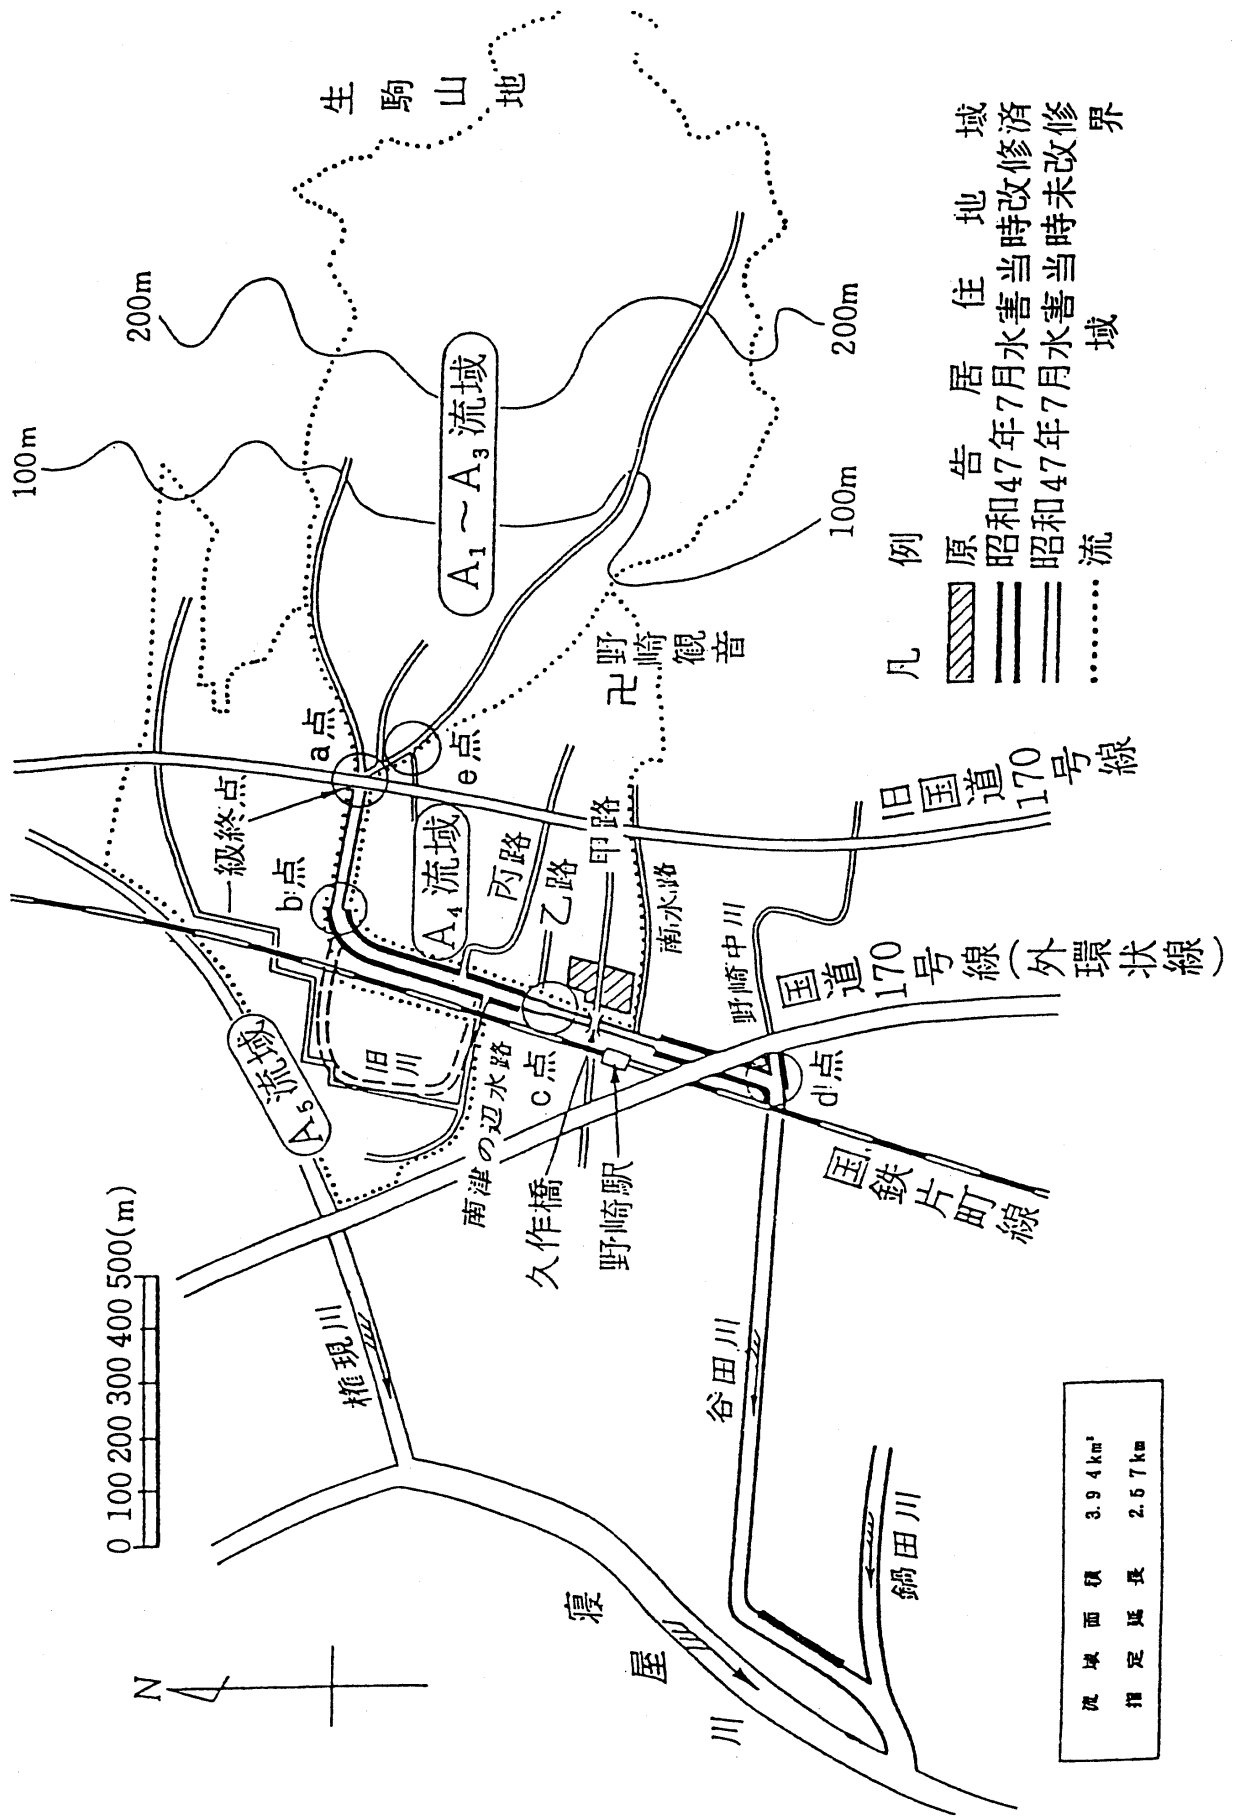 生駒山地
200m
200m
100m
100m
A₁～A₃流域
卍 野崎観音
a点
e点
一級終点
b点
A₄流域
丙路
乙路
甲路
南水路
野崎中川
旧国道170号線
国道170号線(外環状線)
A₅流域
旧川
南津の辺水路
c点
d点
久作橋
野崎駅
国鉄片町線
権現川
谷田川
鍋田川
寝屋川
0 100 200 300 400 500(m)
N
凡例
原告居住地域
昭和47年7月水害当時改修済
昭和47年7月水害当時未改修
流域界
流域面積 3.94km²
指定延長 2.57km